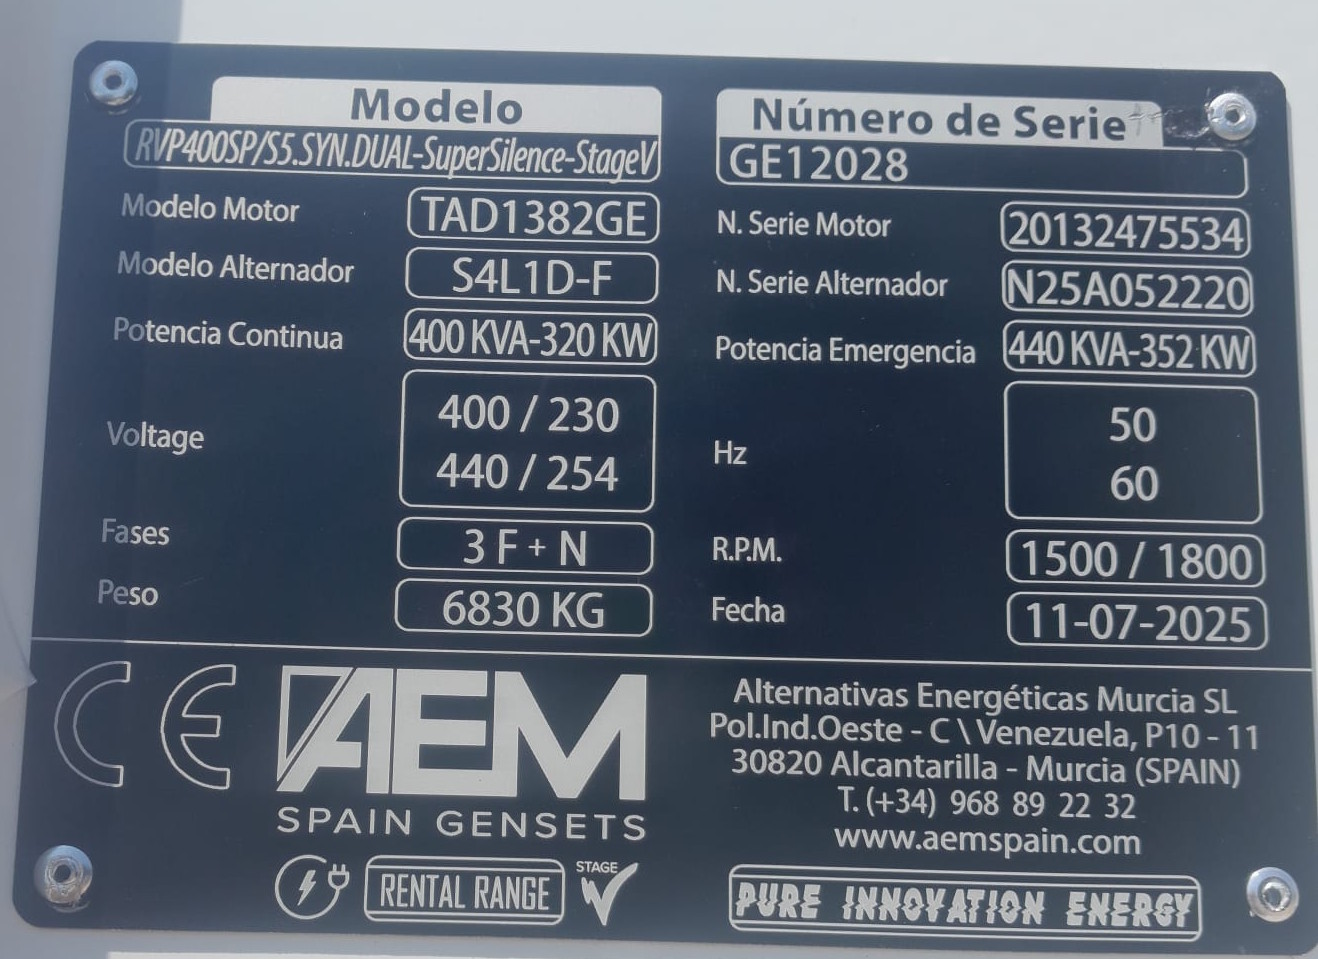 Modelo
RVP400SP/S5.SYN.DUAL-SuperSilence-StageV
Número de Serie
GE12028
Modelo Motor TAD1382GE
N. Serie Motor 20132475534
Modelo Alternador S4L1D-F
N. Serie Alternador N25A052220
Potencia Continua 400 KVA-320 KW
Potencia Emergencia 440 KVA-352 KW
Voltage
400 / 230
440 / 254
Hz
50
60
Fases 3 F + N
R.P.M. 1500 / 1800
Peso 6830 KG
Fecha 11-07-2025
CE
AEM
SPAIN GENSETS
RENTAL RANGE
STAGE V
Alternativas Energéticas Murcia SL
Pol.Ind.Oeste - C \ Venezuela, P10 - 11
30820 Alcantarilla - Murcia (SPAIN)
T. (+34) 968 89 22 32
www.aemspain.com
PURE INNOVATION ENERGY